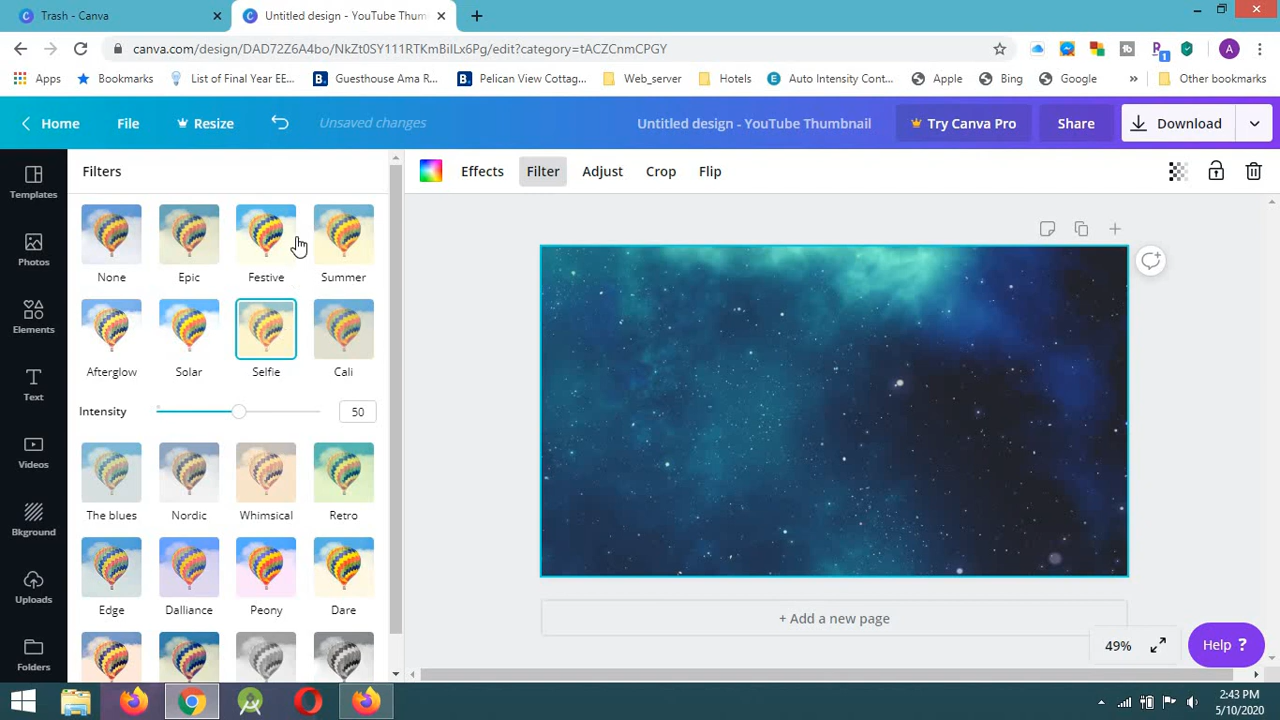 Trash - Canva
Untitled design - YouTube Thum
canva.com/design/DAD72Z6A4bo/NkZt0SY111RTKmBilLx6Pg/edit?category=tACZCnmCPGY
A
1
Apps
Bookmarks
List of Final Year EE...
B. Guesthouse Ama R...
B. Pelican View Cottag...
Web_server
Hotels
E Auto Intensity Cont...
Apple
Bing
Google
»
Other bookmarks
Home
File
Resize
Unsaved changes
Untitled design - YouTube Thumbnail
Try Canva Pro
Share
Download
Templates
Photos
Elements
Text
Videos
Bkground
Uploads
Folders
Filters
None
Epic
Festive
Summer
Afterglow
Solar
Selfie
Cali
Intensity
50
The blues
Nordic
Whimsical
Retro
Edge
Dalliance
Peony
Dare
Effects
Filter
Adjust
Crop
Flip
+ Add a new page
49%
Help ?
2:43 PM
5/10/2020